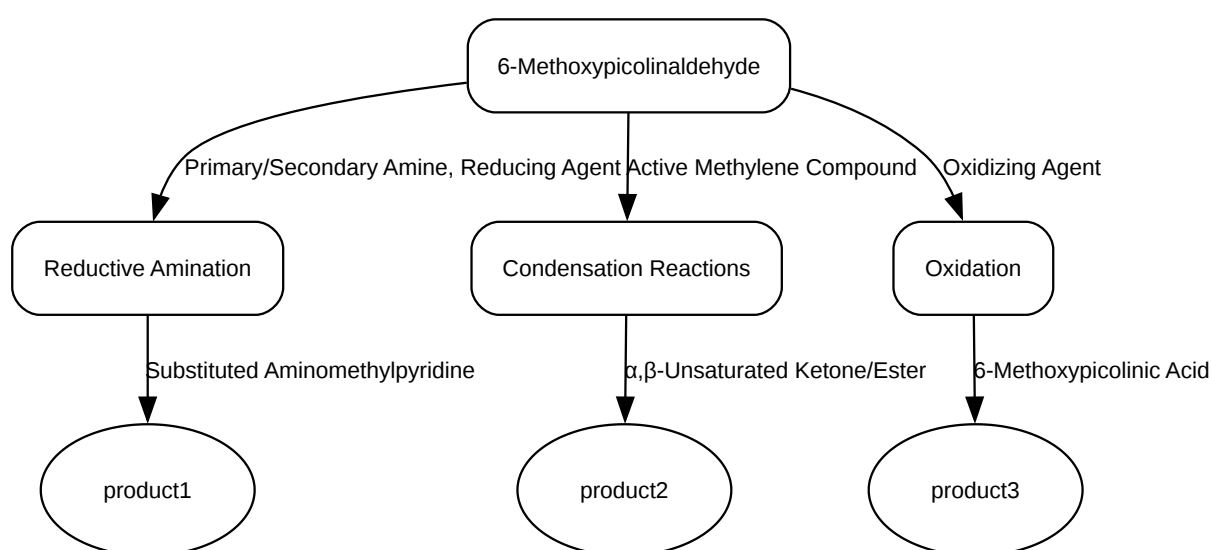 6-Methoxypicolinaldehyde
Primary/Secondary Amine, Reducing Agent
Active Methylene Compound
Oxidizing Agent
Reductive Amination
Condensation Reactions
Oxidation
Substituted Aminomethylpyridine
α,β-Unsaturated Ketone/Ester
6-Methoxypicolinic Acid
product1
product2
product3